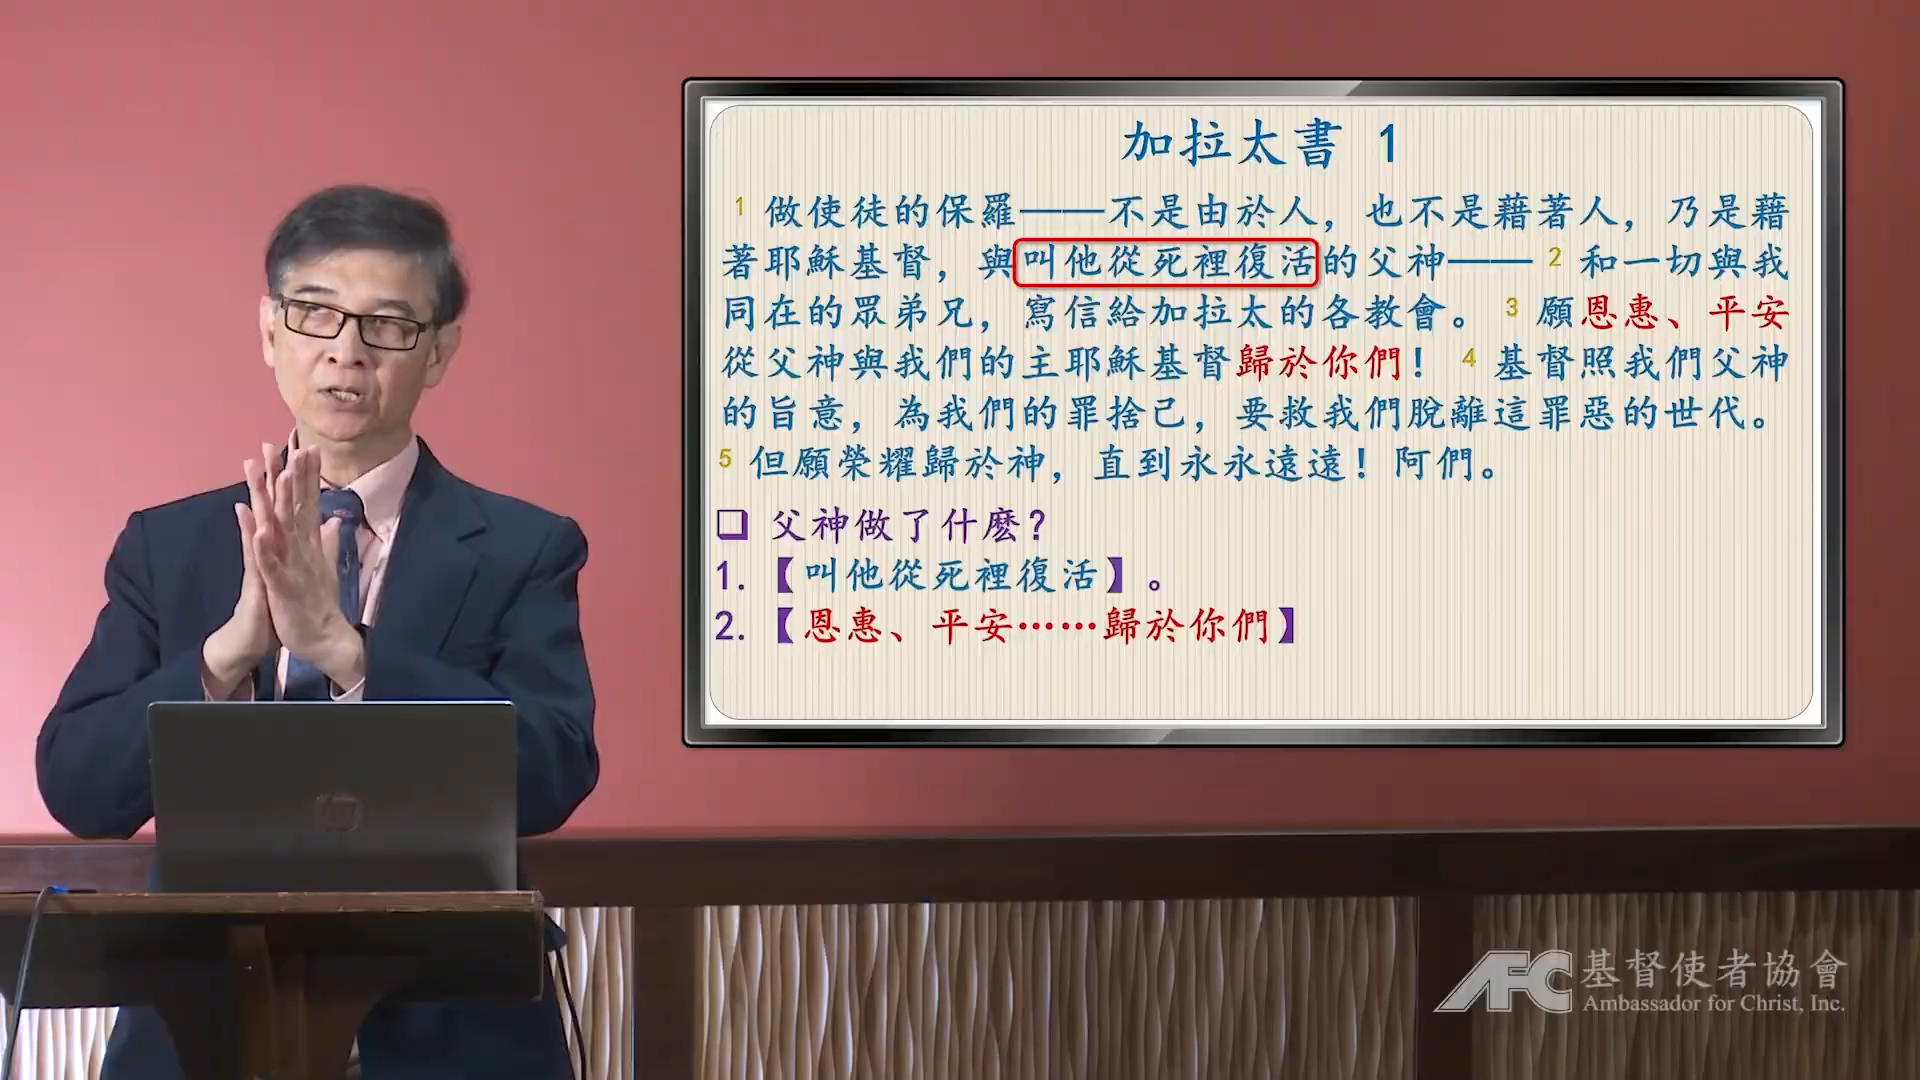 加拉太書 1
1 做使徒的保羅——不是由於人，也不是藉著人，乃是藉
著耶穌基督，與叫他從死裡復活的父神—— 2 和一切與我
同在的眾弟兄，寫信給加拉太的各教會。 3 願恩惠、平安
從父神與我們的主耶穌基督歸於你們！ 4 基督照我們父神
的旨意，為我們的罪捨己，要救我們脫離這罪惡的世代。
5 但願榮耀歸於神，直到永永遠遠！阿們。
❑ 父神做了什麽？
1.【叫他從死裡復活】。
2.【恩惠、平安……歸於你們】
AFC 基督使者協會
Ambassador for Christ, Inc.